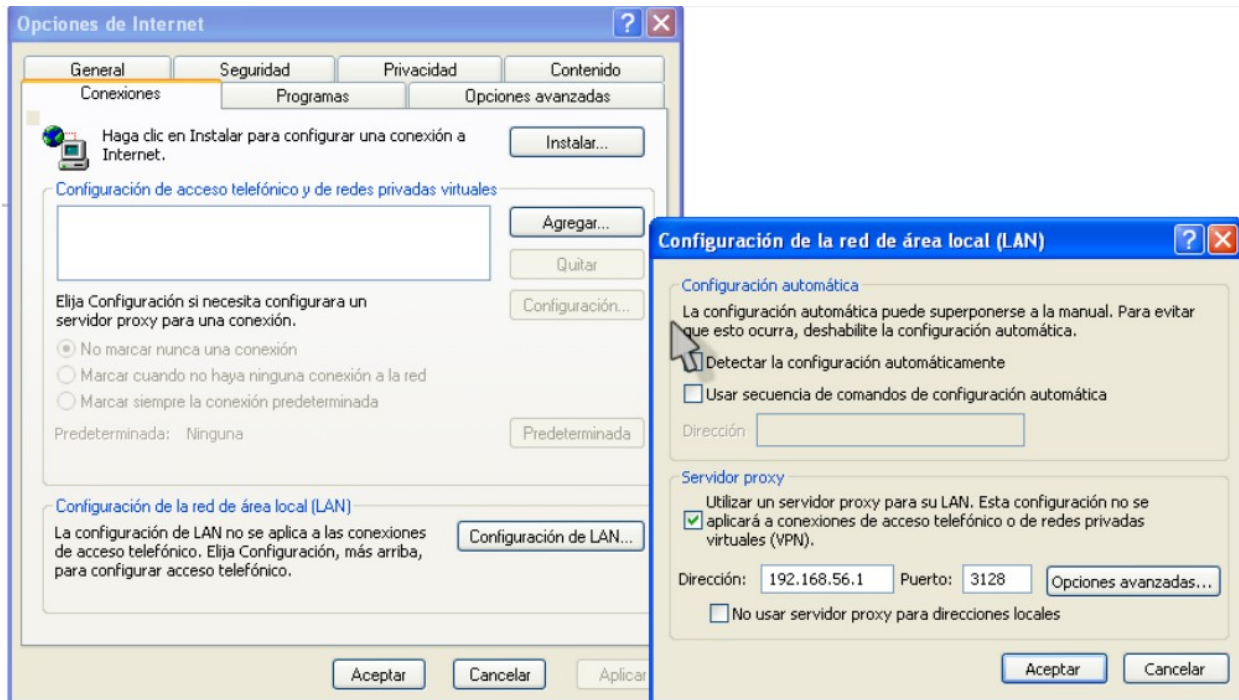 Opciones de Internet
General Seguridad Privacidad Contenido
Conexiones Programas Opciones avanzadas
Haga clic en Instalar para configurar una conexión a
Internet.
Instalar...
Configuración de acceso telefónico y de redes privadas virtuales
Agregar...
Quitar
Elija Configuración si necesita configurara un
servidor proxy para una conexión.
Configuración...
No marcar nunca una conexión
Marcar cuando no haya ninguna conexión a la red
Marcar siempre la conexión predeterminada
Predeterminada: Ninguna
Predeterminada
Configuración de la red de área local (LAN)
La configuración de LAN no se aplica a las conexiones
de acceso telefónico. Elija Configuración, más arriba,
para configurar acceso telefónico.
Configuración de LAN...
Aceptar Cancelar Aplicar
Configuración de la red de área local (LAN)
Configuración automática
La configuración automática puede superponerse a la manual. Para evitar
que esto ocurra, deshabilite la configuración automática.
Detectar la configuración automáticamente
Usar secuencia de comandos de configuración automática
Dirección
Servidor proxy
Utilizar un servidor proxy para su LAN. Esta configuración no se
aplicará a conexiones de acceso telefónico o de redes privadas
virtuales (VPN).
Dirección: 192.168.56.1 Puerto: 3128 Opciones avanzadas...
No usar servidor proxy para direcciones locales
Aceptar Cancelar